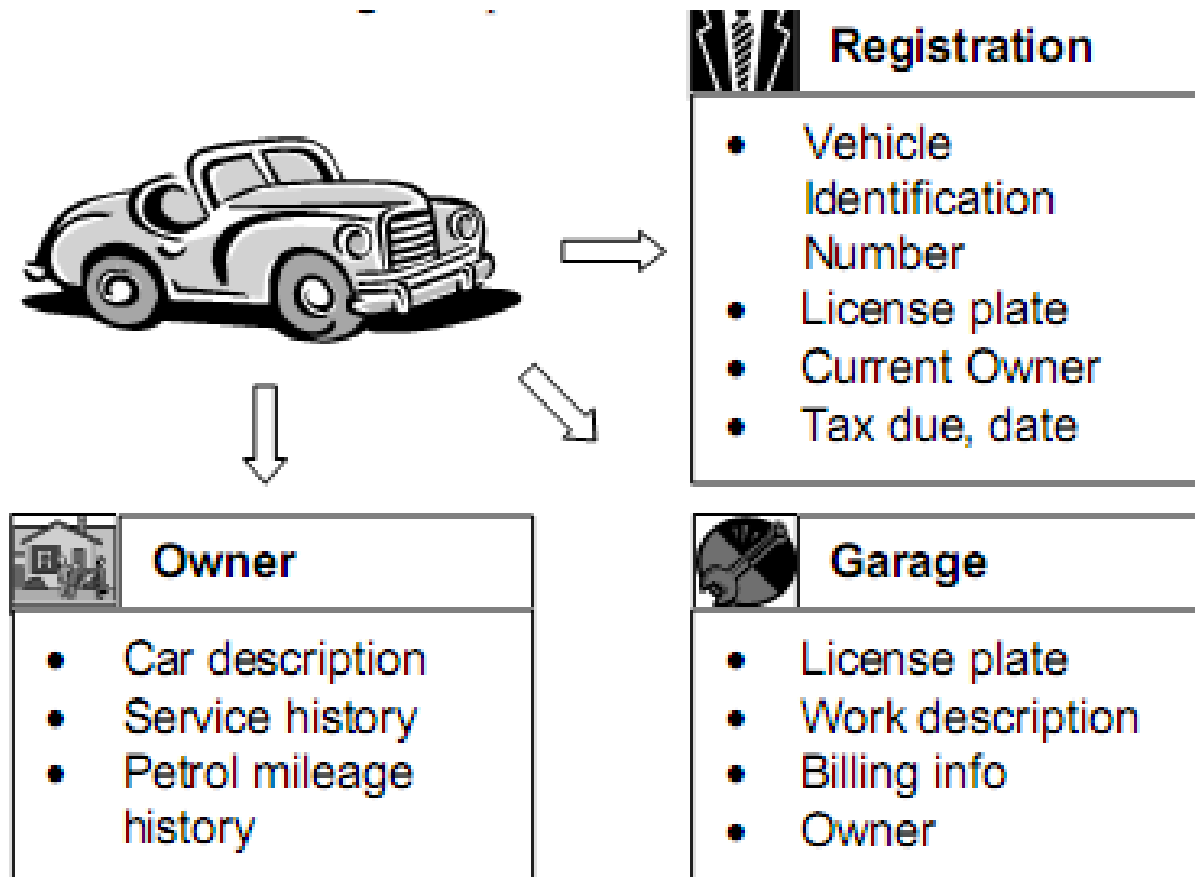 Registration
• Vehicle
Identification
Number
• License plate
• Current Owner
• Tax due, date
Owner
• Car description
• Service history
• Petrol mileage
history
Garage
• License plate
• Work description
• Billing info
• Owner